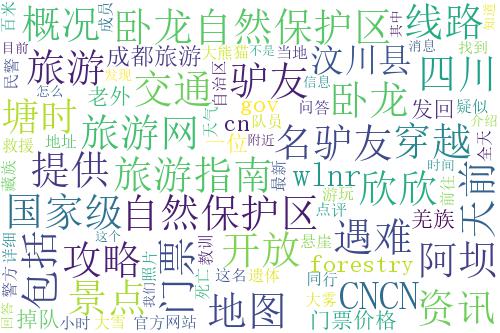 百米 概况 成员 卧龙自然保护区 线路 其中 知道
目前 民警 旅游 成都旅游 大熊猫 不是 当地 驴友 汶川县 消息 找到 四川
发现 怎么 交通 老外 自治区 gov 问答 卧龙 发回 疑似
塘时 救援 旅游网 cn 天气 队员 信息 名驴友 穿越 介绍
地址 一位 附近 全天
藏族 提供 旅游指南 最新 wlnr 欣欣 时间 前往 天前
国家级 自然保护区 游玩 点评 羌族
包括 警方 详细 攻略 这个 门票 教训 开放 悬崖 遇难 阿坝
景点 我们 照片 死亡 这名 遗体 同行 forestry
回答 掉队 小时 大雪 官方网站 地图 大雾 CNCN 门票价格 资讯